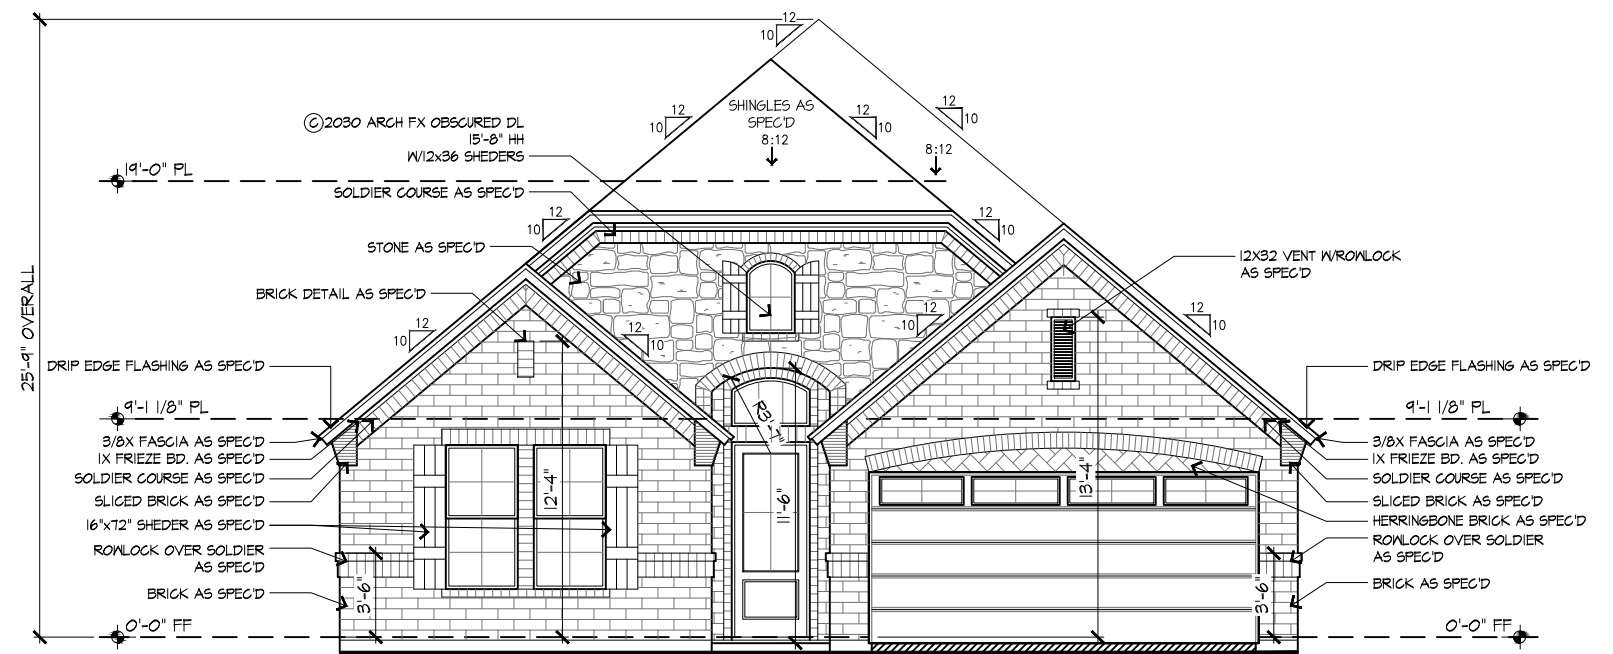 12
10
12
10
SHINGLES AS
SPEC'D
8:12
12
10
12
10
8:12
©2030 ARCH FX OBSCURED DL
15'-8" HH
W/12x36 SHEDERS
19'-0" PL
SOLDIER COURSE AS SPEC'D
12
10
12
10
STONE AS SPEC'D
12X32 VENT W/ROWLOCK
AS SPEC'D
BRICK DETAIL AS SPEC'D
12
10
12
10
12
10
12
10
25'-9" OVERALL
DRIP EDGE FLASHING AS SPEC'D
DRIP EDGE FLASHING AS SPEC'D
9'-1 1/8" PL
9'-1 1/8" PL
R3'-7"
3/8X FASCIA AS SPEC'D
1X FRIEZE BD. AS SPEC'D
SOLDIER COURSE AS SPEC'D
SLICED BRICK AS SPEC'D
16"x72" SHEDER AS SPEC'D
ROWLOCK OVER SOLDIER
AS SPEC'D
BRICK AS SPEC'D
12'-4"
11'-6"
13'-4"
3/8X FASCIA AS SPEC'D
1X FRIEZE BD. AS SPEC'D
SOLDIER COURSE AS SPEC'D
SLICED BRICK AS SPEC'D
HERRINGBONE BRICK AS SPEC'D
ROWLOCK OVER SOLDIER
AS SPEC'D
BRICK AS SPEC'D
3'-6"
3'-6"
0'-0" FF
0'-0" FF